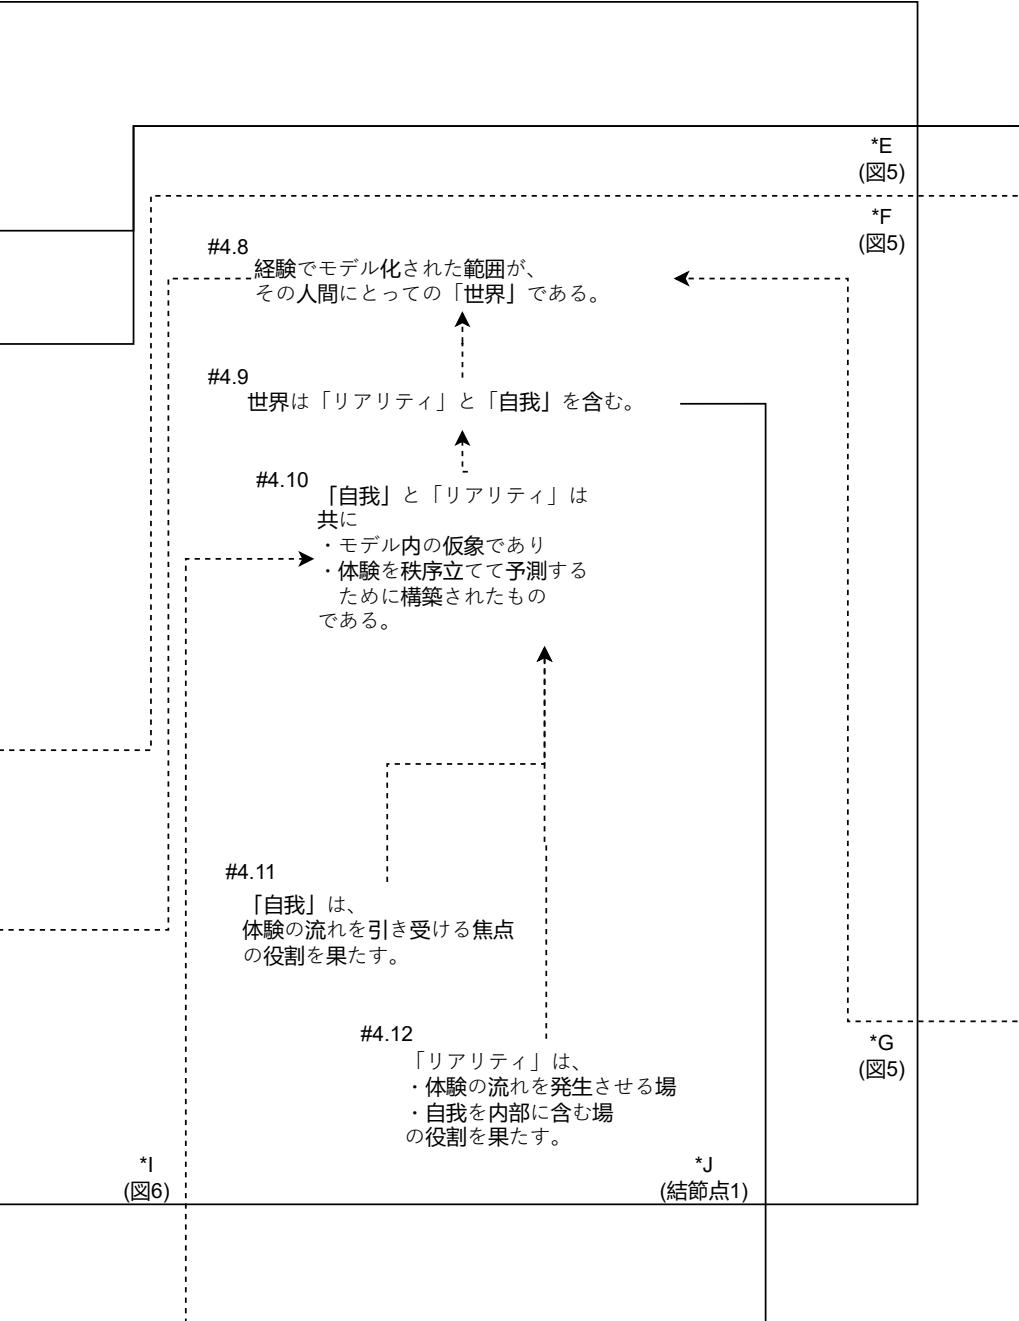 *E
(図5)
*F
(図5)
#4.8
経験でモデル化された範囲が、
その人間にとっての「世界」である。
#4.9
世界は「リアリティ」と「自我」を含む。
#4.10
「自我」と「リアリティ」は
共に
・モデル内の仮象であり
・体験を秩序立てて予測する
ために構築されたもの
である。
#4.11
「自我」は、
体験の流れを引き受ける焦点
の役割を果たす。
#4.12
「リアリティ」は、
・体験の流れを発生させる場
・自我を内部に含む場
の役割を果たす。
*G
(図5)
*I
(図6)
*J
(結節点1)